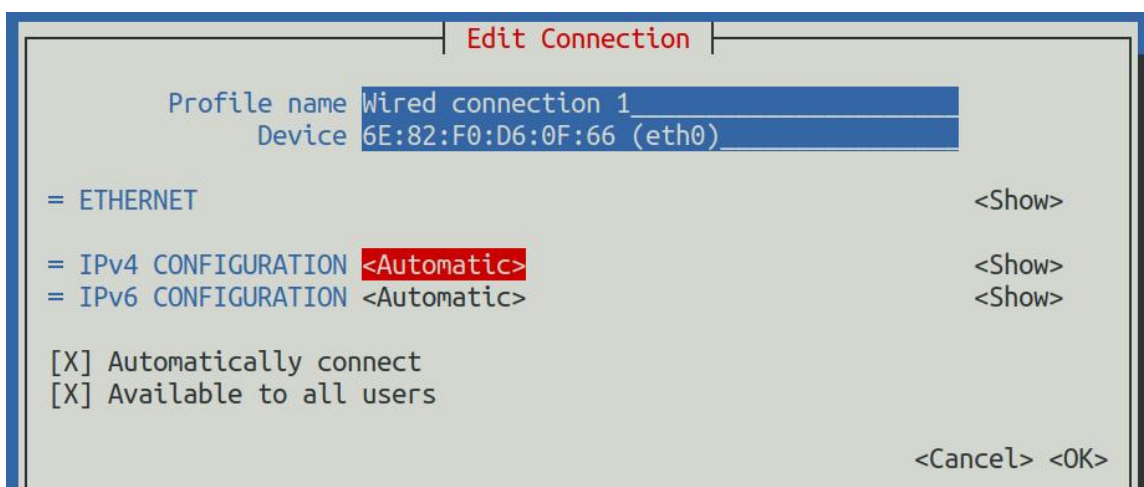 Edit Connection
Profile name Wired connection 1
Device 6E:82:F0:D6:0F:66 (eth0)
= ETHERNET <Show>
= IPv4 CONFIGURATION <Automatic> <Show>
= IPv6 CONFIGURATION <Automatic> <Show>
[X] Automatically connect
[X] Available to all users
<Cancel> <OK>